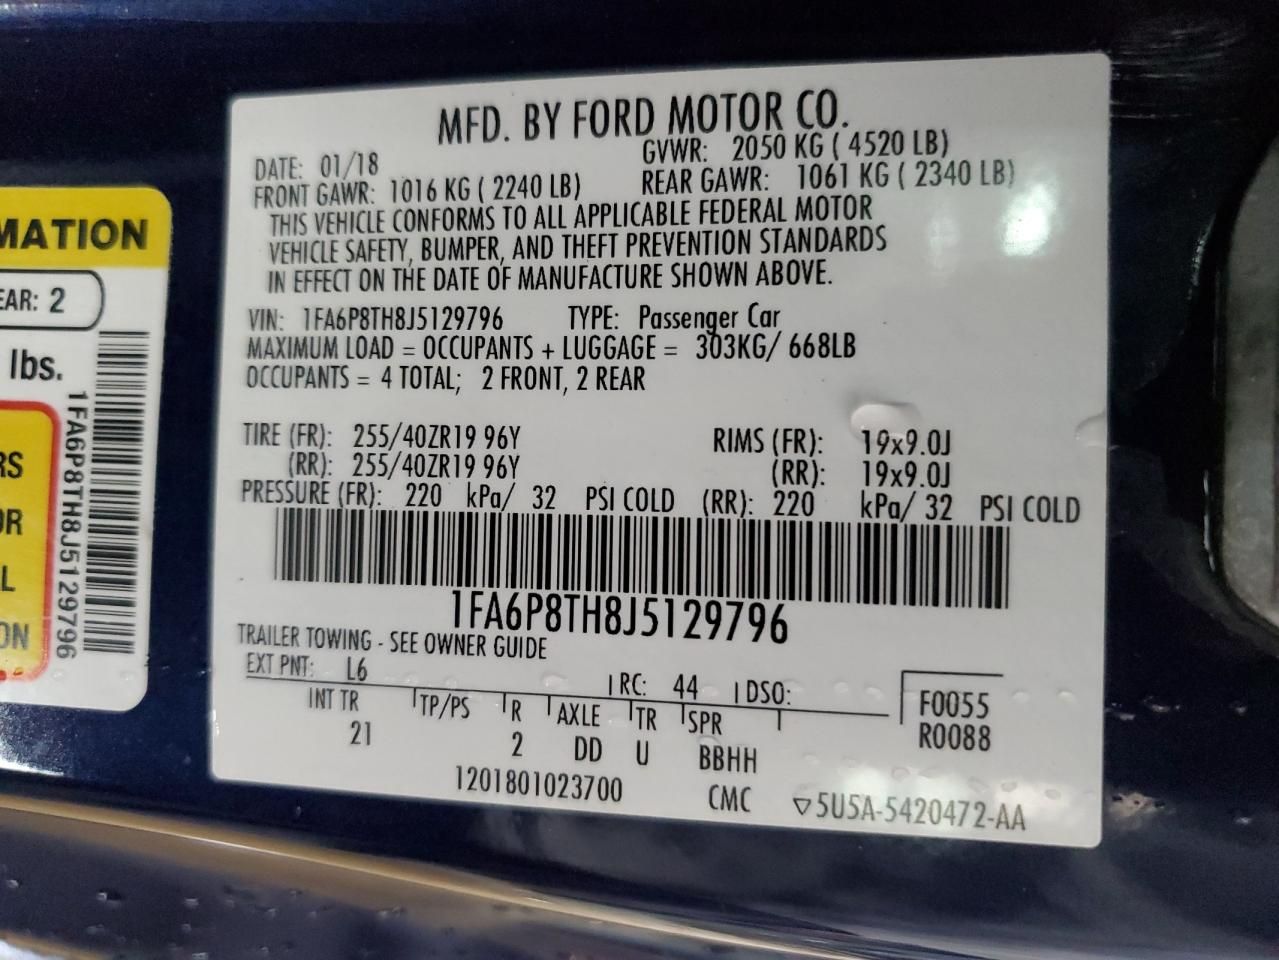 MFD. BY FORD MOTOR CO.
DATE: 01/18 GVWR: 2050 KG ( 4520 LB)
FRONT GAWR: 1016 KG ( 2240 LB) REAR GAWR: 1061 KG ( 2340 LB)
THIS VEHICLE CONFORMS TO ALL APPLICABLE FEDERAL MOTOR
VEHICLE SAFETY, BUMPER, AND THEFT PREVENTION STANDARDS
IN EFFECT ON THE DATE OF MANUFACTURE SHOWN ABOVE.
VIN: 1FA6P8TH8J5129796 TYPE: Passenger Car
MAXIMUM LOAD = OCCUPANTS + LUGGAGE = 303KG/ 668LB
OCCUPANTS = 4 TOTAL; 2 FRONT, 2 REAR
TIRE (FR): 255/40ZR19 96Y RIMS (FR): 19x9.0J
(RR): 255/40ZR19 96Y (RR): 19x9.0J
PRESSURE (FR): 220 kPa/ 32 PSI COLD (RR): 220 kPa/ 32 PSI COLD
1FA6P8TH8J5129796
TRAILER TOWING - SEE OWNER GUIDE
EXT PNT: L6 RC: 44 DSO:
INT TR TP/PS R AXLE TR SPR F0055
21 2 DD U BBHH R0088
1201801023700 CMC ▽5U5A-5420472-AA
MATION
EAR: 2
lbs.
1FA6P8TH8J5129796
RS
OR
L
ON